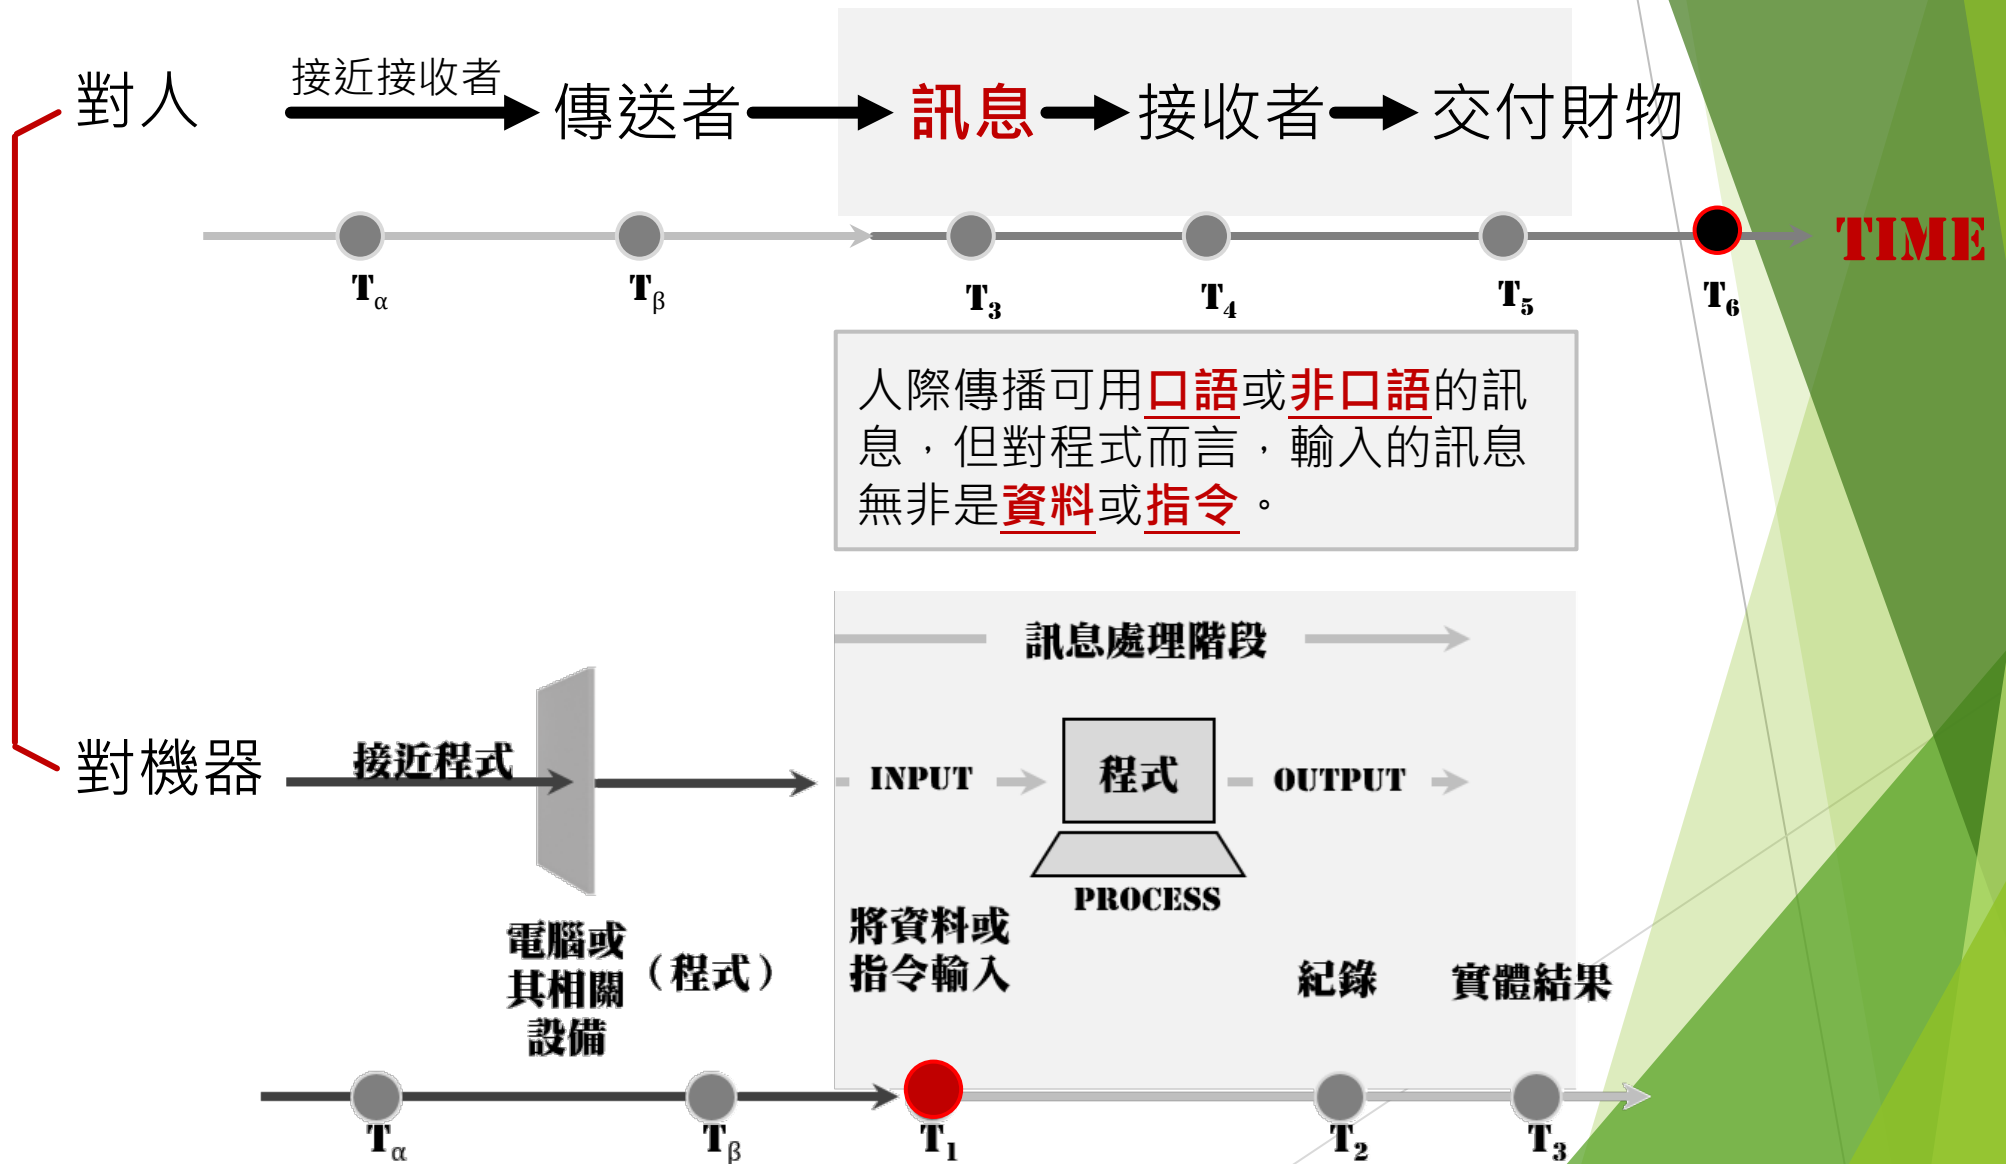 對人
接近接收者
傳送者
訊息
接收者
交付財物
TIME
Tα
Tβ
T3
T4
T5
T6
人際傳播可用口語或非口語的訊
息，但對程式而言，輸入的訊息
無非是資料或指令。
訊息處理階段
對機器
接近程式
INPUT
程式
OUTPUT
PROCESS
電腦或
其相關
設備
（程式）
將資料或
指令輸入
紀錄
實體結果
Tα
Tβ
T1
T2
T3